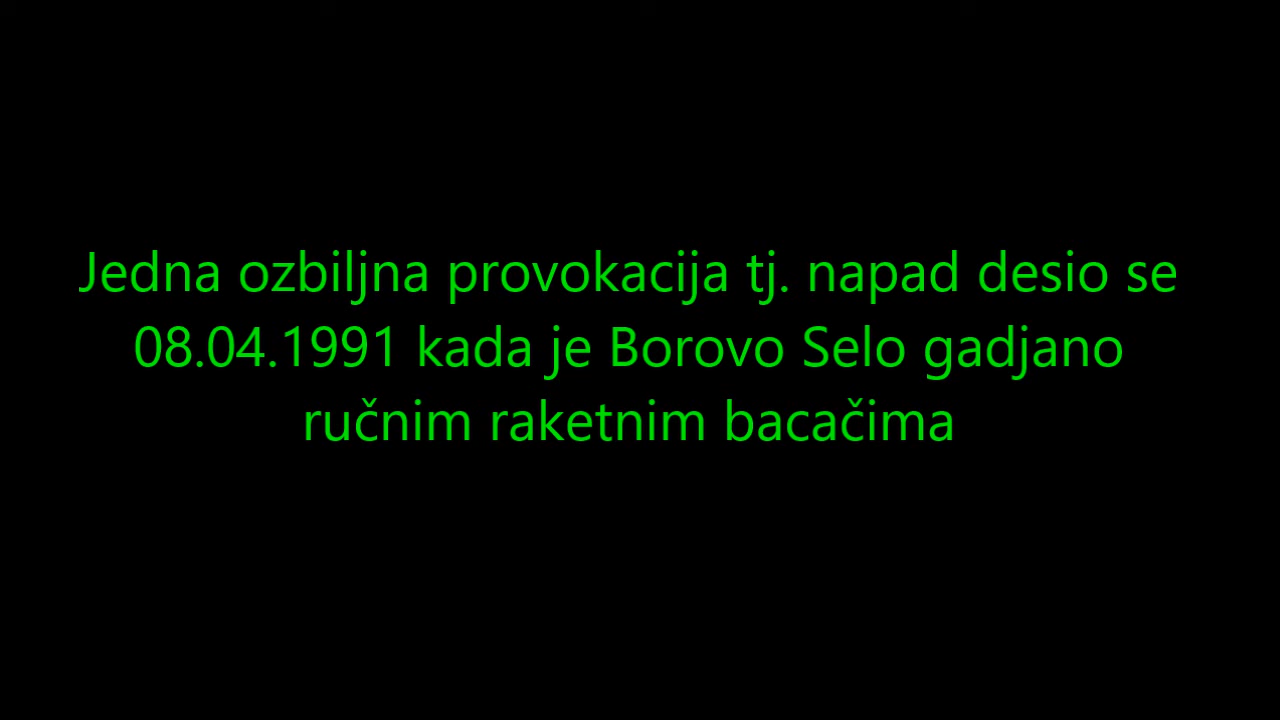 Jedna ozbiljna provokacija tj. napad desio se
08.04.1991 kada je Borovo Selo gadjano
ručnim raketnim bacačima